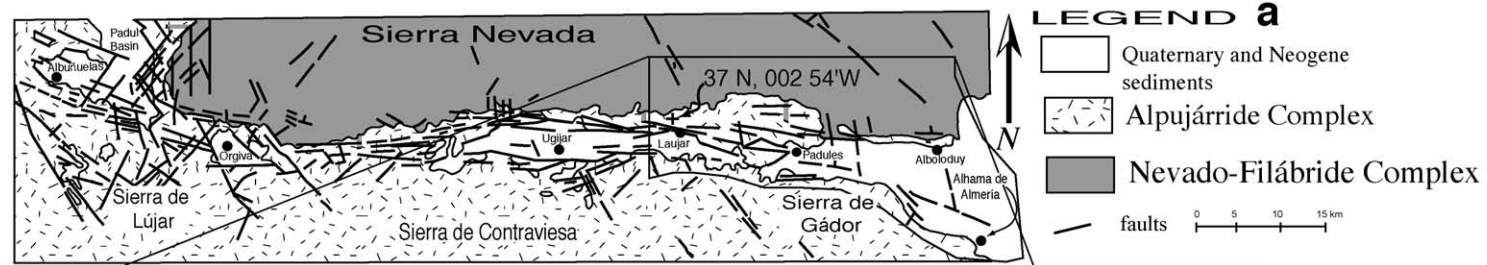 LEGEND a
Sierra Nevada
Padul
Basin
Albuñuelas
37 N, 002 54'W
Quaternary and Neogene
sediments
Alpujárride Complex
N
Orgiva
Ugijar
Laujar
Padules
Alboloduy
Alhama de
Almería
Nevado-Filábride Complex
Sierra de
Lújar
Sierra de Contraviesa
Sierra de
Gádor
faults
0 5 10 15 km